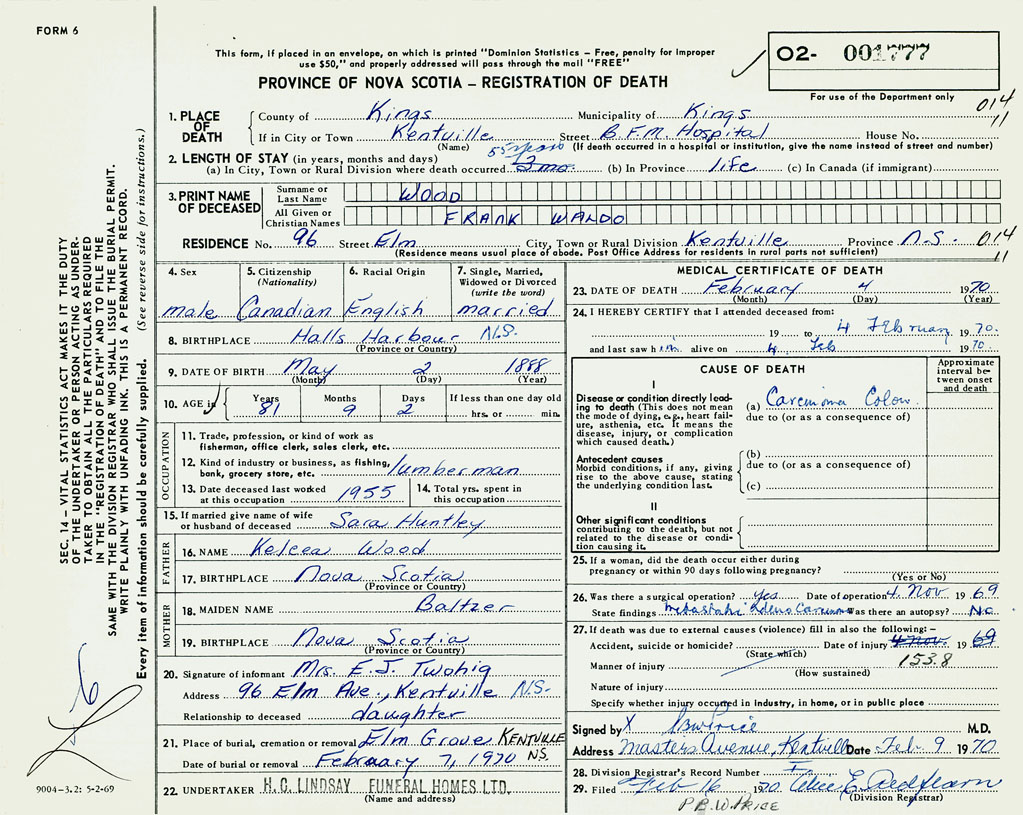 FORM 6
This form, if placed in an envelope, on which is printed "Dominion Statistics – Free, penalty for improper
use $50," and properly addressed will pass through the mail "FREE"
PROVINCE OF NOVA SCOTIA – REGISTRATION OF DEATH
02- 001777
For use of the Department only
014
11
1. PLACE OF DEATH County of Kings Municipality of Kings
If in City or Town Kentville Street B.F.M. Hospital House No.
(Name) (If death occurred in a hospital or institution, give the name instead of street and number)
2. LENGTH OF STAY (in years, months and days) 55 years
(a) In City, Town or Rural Division where death occurred 3 mo. (b) In Province life (c) In Canada (if immigrant)
3. PRINT NAME OF DECEASED
Surname or Last Name WOOD
All Given or Christian Names FRANK WALDO
RESIDENCE No. 96 Street Elm City, Town or Rural Division Kentville Province N.S. 014
11
(Residence means usual place of abode. Post Office Address for residents in rural parts not sufficient)
4. Sex
male
5. Citizenship (Nationality)
Canadian
6. Racial Origin
English
7. Single, Married, Widowed or Divorced (write the word)
married
8. BIRTHPLACE Halls Harbour N.S.
(Province or Country)
9. DATE OF BIRTH May 2 1888
(Month) (Day) (Year)
10. AGE in Years 81 Months 9 Days 2 If less than one day old hrs. or min.
OCCUPATION
11. Trade, profession, or kind of work as
fisherman, office clerk, sales clerk, etc.
12. Kind of industry or business, as fishing,
bank, grocery store, etc. lumberman
13. Date deceased last worked at this occupation 1955
14. Total yrs. spent in this occupation
15. If married give name of wife
or husband of deceased Sara Huntley
FATHER
16. NAME Kelcea Wood
17. BIRTHPLACE Nova Scotia
(Province or Country)
MOTHER
18. MAIDEN NAME Baltzer
19. BIRTHPLACE Nova Scotia
(Province or Country)
20. Signature of informant Mrs. E.J. Twohig
Address 96 Elm Ave., Kentville N.S.
Relationship to deceased daughter
21. Place of burial, cremation or removal Elm Grove KENTVILLE N.S.
Date of burial or removal February 7, 1970
22. UNDERTAKER H.C. LINDSAY FUNERAL HOMES LTD.
(Name and address)
MEDICAL CERTIFICATE OF DEATH
23. DATE OF DEATH February 4 1970
(Month) (Day) (Year)
24. I HEREBY CERTIFY that I attended deceased from:
19 to 4 February 1970.
and last saw him alive on 4 Feb 1970
CAUSE OF DEATH
Approximate interval between onset and death
I
Disease or condition directly leading to death (This does not mean the mode of dying, e.g., heart failure, asthenia, etc. It means the disease, injury, or complication which caused death.)
(a) Carcinoma Colon
due to (or as a consequence of)
Antecedent causes
Morbid conditions, if any, giving rise to the above cause, stating the underlying condition last.
(b)
due to (or as a consequence of)
(c)
II
Other significant conditions
contributing to the death, but not related to the disease or condition causing it.
25. If a woman, did the death occur either during
pregnancy or within 90 days following pregnancy?
(Yes or No)
26. Was there a surgical operation? Yes Date of operation 4. Nov. 1969
State findings Adeno Carcinoma Was there an autopsy? No
27. If death was due to external causes (violence) fill in also the following:–
Accident, suicide or homicide? Date of injury 4 Nov. 1969
(State which) 153.8
Manner of injury
(How sustained)
Nature of injury
Specify whether injury occurred in industry, in home, or in public place
Signed by X BW Price M.D.
Address Masters Avenue, Kentville Date Feb. 9 1970
28. Division Registrar's Record Number
29. Filed Feb 16 1970
(Division Registrar)
P B.W. PRICE
SEC. 14 – VITAL STATISTICS ACT MAKES IT THE DUTY
OF THE UNDERTAKER OR PERSON ACTING AS UNDER-
TAKER TO OBTAIN ALL THE PARTICULARS REQUIRED
IN THE "REGISTRATION OF DEATH" AND TO FILE THE
SAME WITH THE DIVISION REGISTRAR WHO SHALL ISSUE THE BURIAL PERMIT.
WRITE PLAINLY WITH UNFADING INK. THIS IS A PERMANENT RECORD.
Every item of information should be carefully supplied. (See reverse side for instructions.)
9004-3.2: 5-2-69